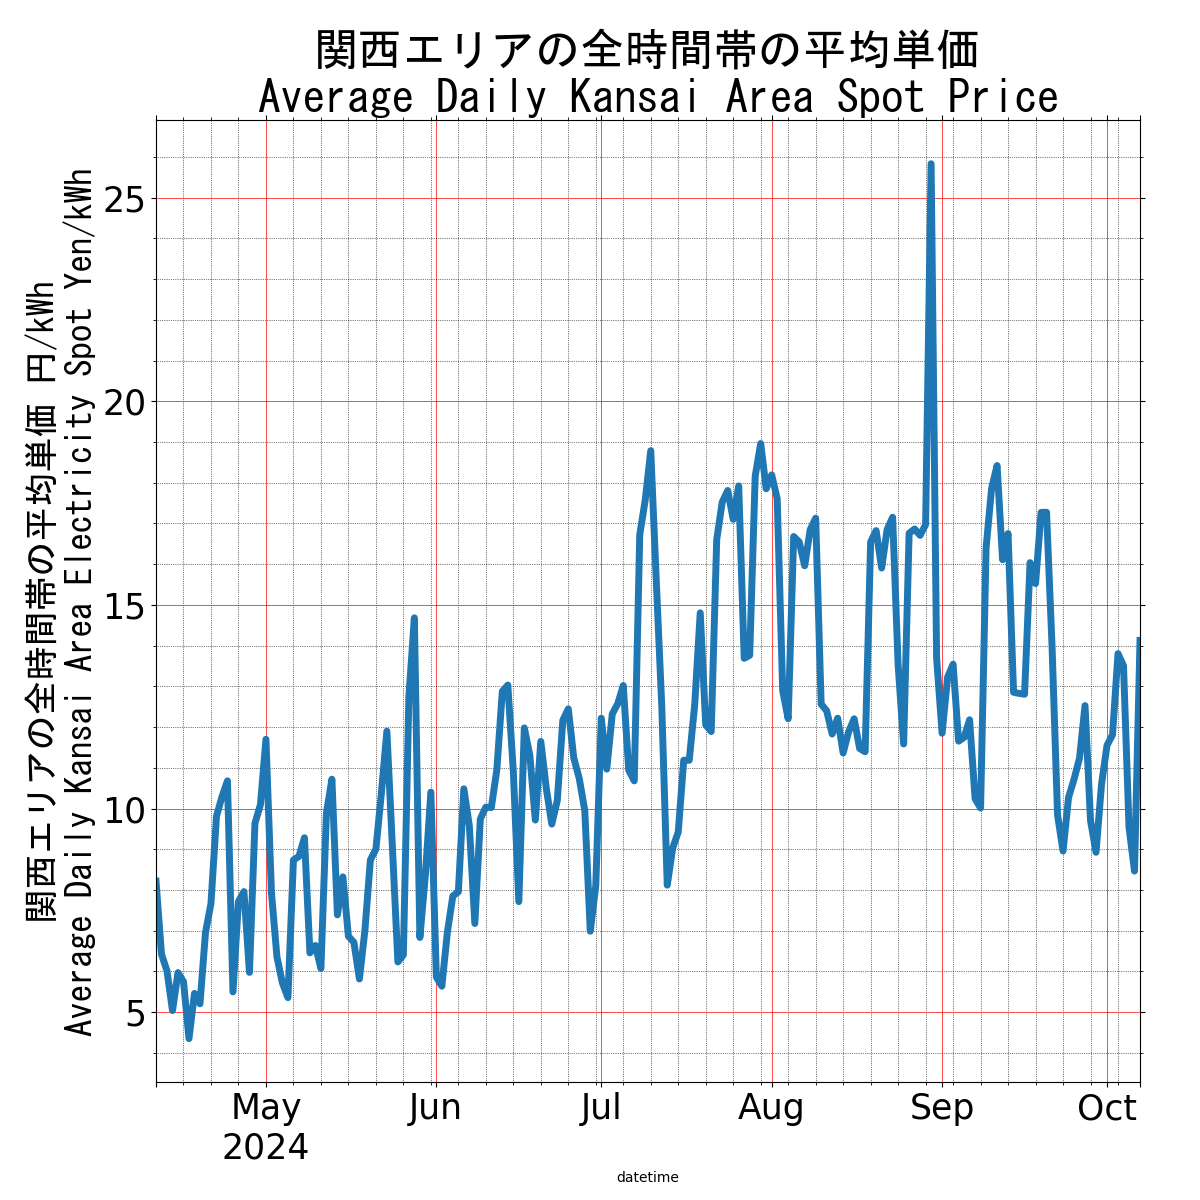 関西エリアの全時間帯の平均単価
Average Daily Kansai Area Spot Price
関西エリアの全時間帯の平均単価 円/kWh
Average Daily Kansai Area Electricity Spot Yen/kWh
25
20
15
10
5
May
2024
Jun
Jul
Aug
Sep
Oct
datetime